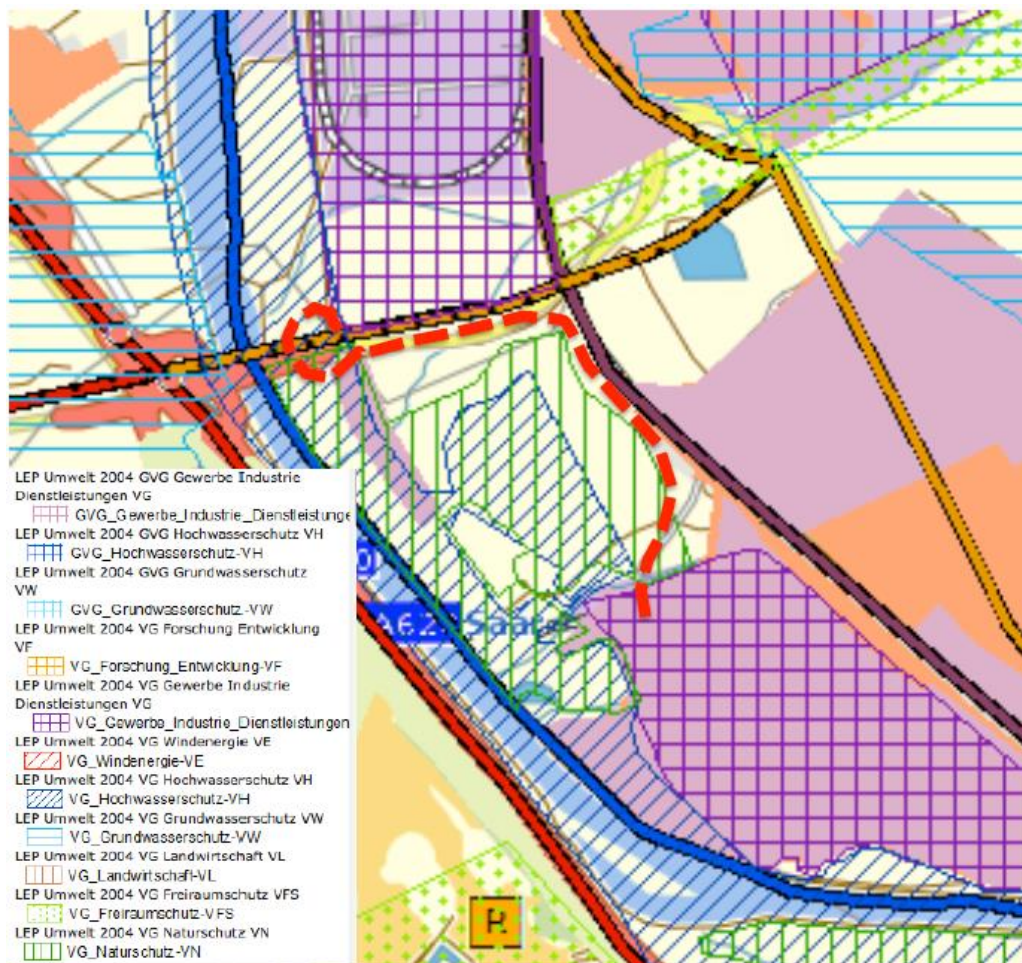 LEP Umwelt 2004 GVG Gewerbe Industrie
Dienstleistungen VG
GVG_Gewerbe_Industrie_Dienstleistunge
LEP Umwelt 2004 GVG Hochwasserschutz VH
GVG_Hochwasserschutz-VH
LEP Umwelt 2004 GVG Grundwasserschutz
VW
GVG_Grundwasserschutz-VW
LEP Umwelt 2004 VG Forschung Entwicklung
VF
VG_Forschung_Entwicklung-VF
LEP Umwelt 2004 VG Gewerbe Industrie
Dienstleistungen VG
VG_Gewerbe_Industrie_Dienstleistungen
LEP Umwelt 2004 VG Windenergie VE
VG_Windenergie-VE
LEP Umwelt 2004 VG Hochwasserschutz VH
VG_Hochwasserschutz-VH
LEP Umwelt 2004 VG Grundwasserschutz VW
VG_Grundwasserschutz-VW
LEP Umwelt 2004 VG Landwirtschaft VL
VG_Landwirtschaft-VL
LEP Umwelt 2004 VG Freiraumschutz VFS
VG_Freiraumschutz-VFS
LEP Umwelt 2004 VG Naturschutz VN
VG_Naturschutz-VN
0
A62
R